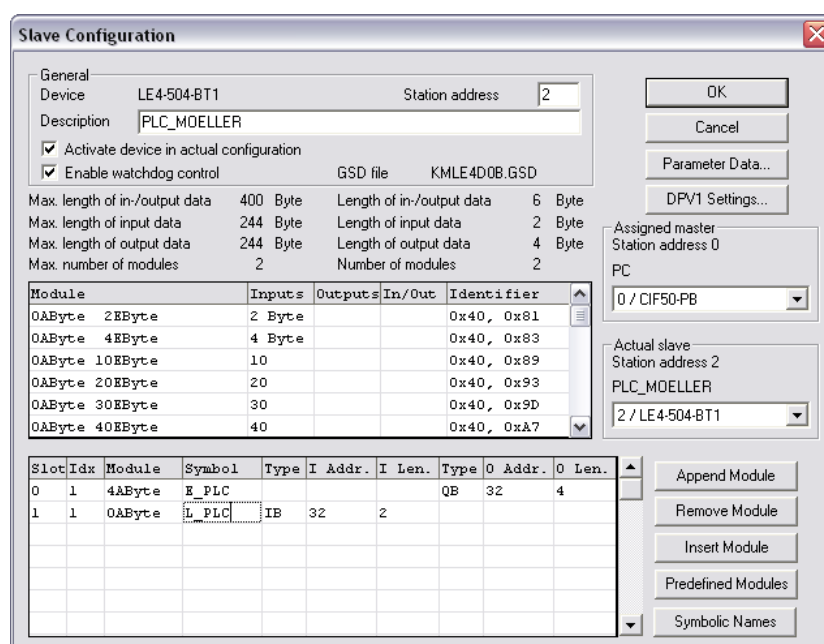 Slave Configuration
General
Device LE4-504-BT1 Station address 2
Description PLC_MOELLER
Activate device in actual configuration
Enable watchdog control GSD file KMLE4D0B.GSD
Max. length of in-/output data 400 Byte Length of in-/output data 6 Byte
Max. length of input data 244 Byte Length of input data 2 Byte
Max. length of output data 244 Byte Length of output data 4 Byte
Max. number of modules 2 Number of modules 2
OK
Cancel
Parameter Data...
DPV1 Settings...
Assigned master
Station address 0
PC
0 / CIF50-PB
Module Inputs Outputs In/Out Identifier
0AByte 2EByte 2 Byte 0x40, 0x81
0AByte 4EByte 4 Byte 0x40, 0x83
0AByte 10EByte 10 0x40, 0x89
0AByte 20EByte 20 0x40, 0x93
0AByte 30EByte 30 0x40, 0x9D
0AByte 40EByte 40 0x40, 0xA7
Actual slave
Station address 2
PLC_MOELLER
2 / LE4-504-BT1
Slot Idx Module Symbol Type I Addr. I Len. Type O Addr. O Len.
0 1 4AByte E_PLC QB 32 4
1 1 0AByte L_PLC IB 32 2
Append Module
Remove Module
Insert Module
Predefined Modules
Symbolic Names